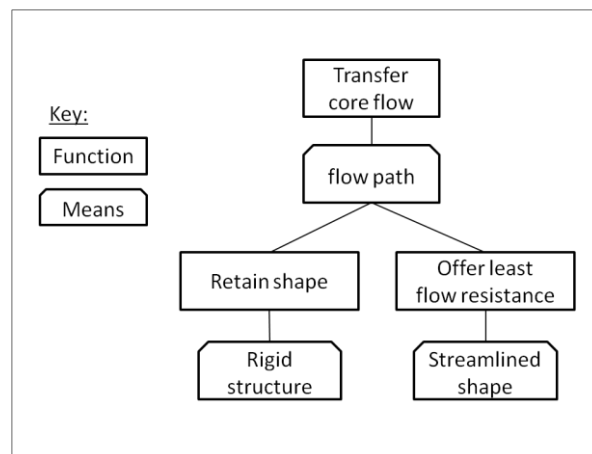 Key:
Function
Means
Transfer
core flow
flow path
Retain shape
Offer least
flow resistance
Rigid
structure
Streamlined
shape